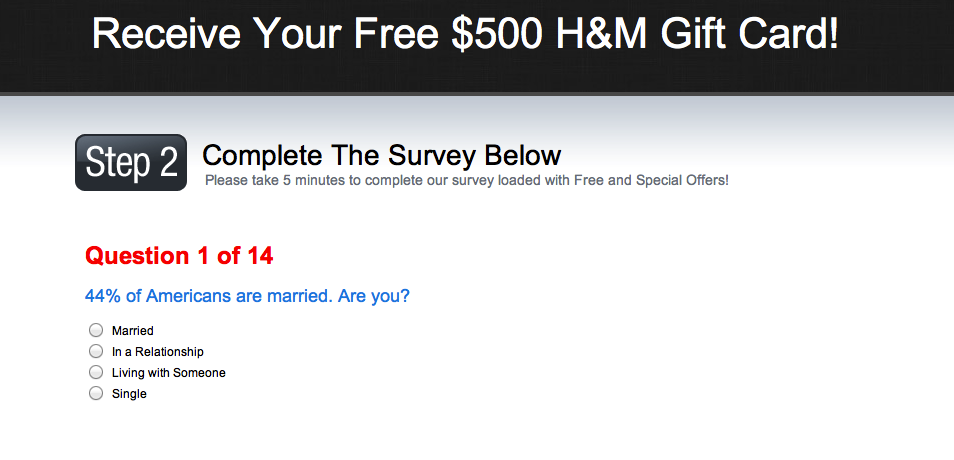 Receive Your Free $500 H&M Gift Card!
Step 2
Complete The Survey Below
Please take 5 minutes to complete our survey loaded with Free and Special Offers!
Question 1 of 14
44% of Americans are married. Are you?
Married
In a Relationship
Living with Someone
Single